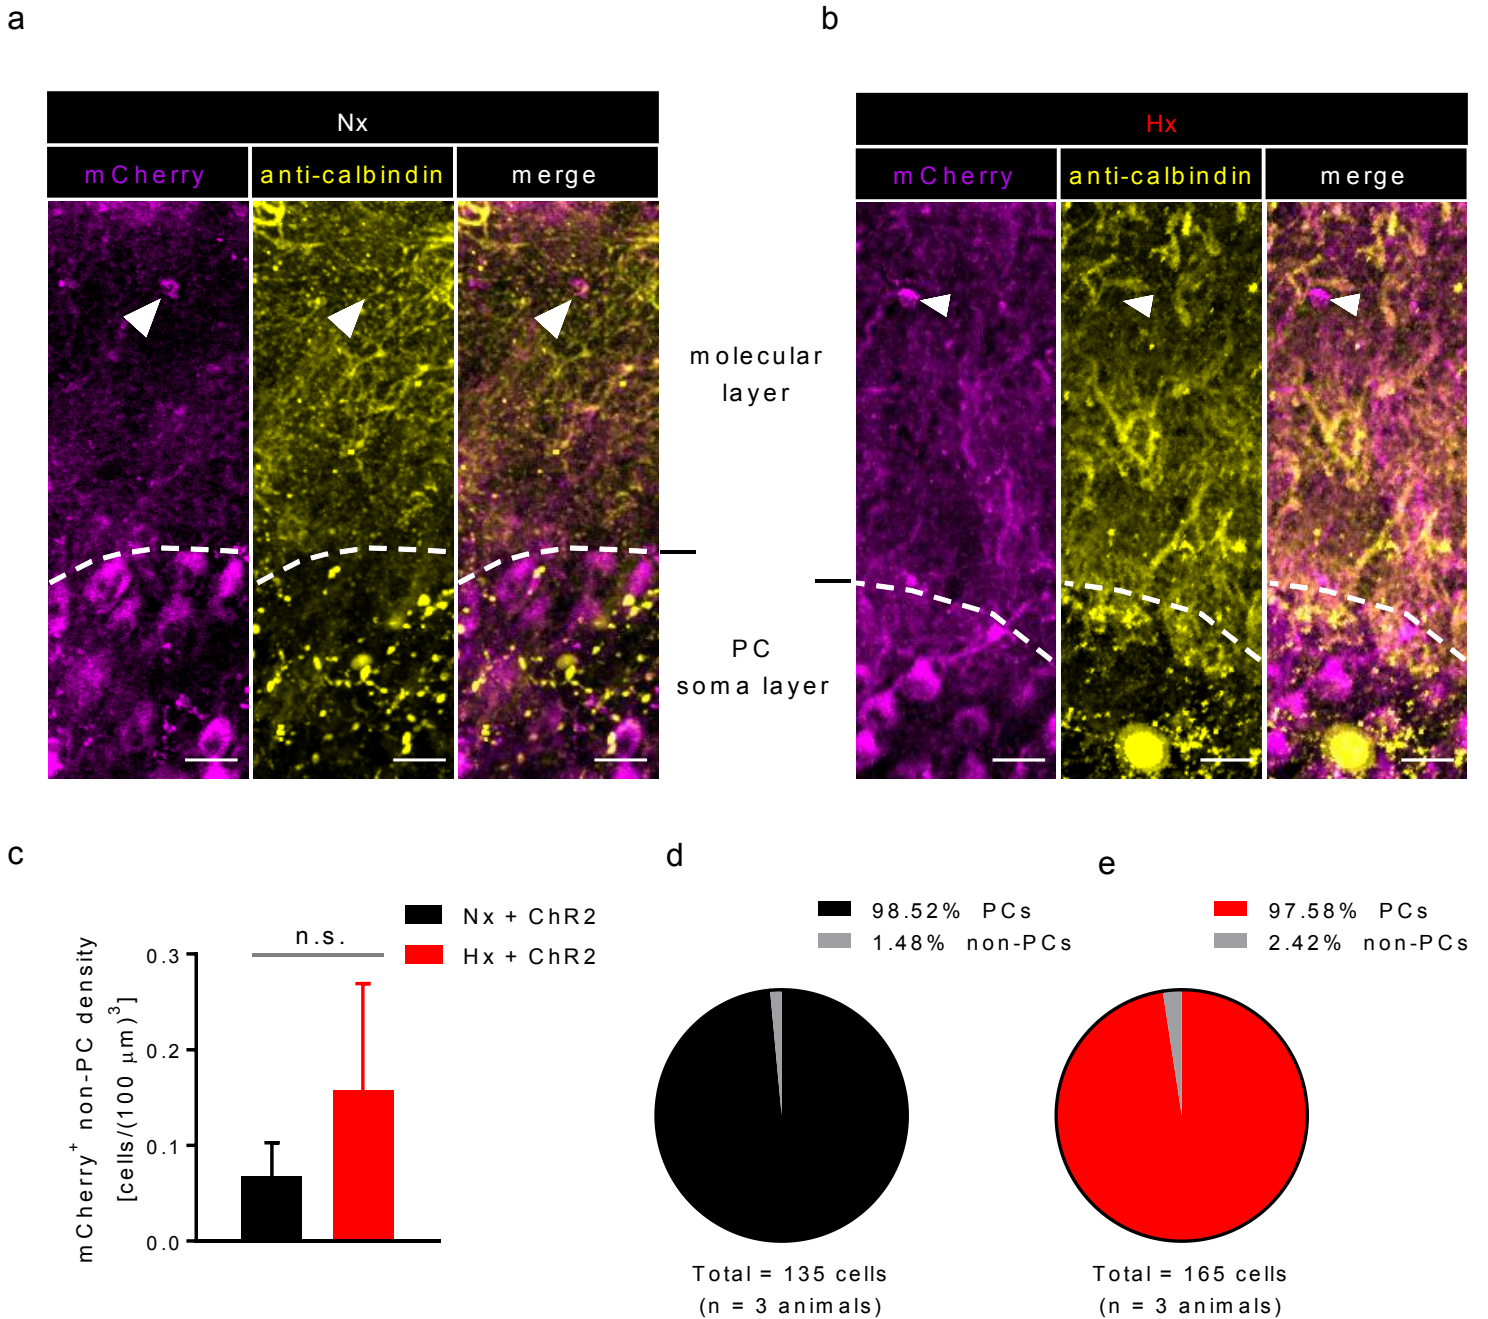 a
b
Nx
mCherry anti-calbindin merge
Hx
mCherry anti-calbindin merge
molecular
layer
PC
soma layer
c
d
e
Nx + ChR2
Hx + ChR2
n.s.
mCherry⁺ non-PC density
[cells/(100 μm)³]
0.3
0.2
0.1
0.0
98.52% PCs
1.48% non-PCs
Total = 135 cells
(n = 3 animals)
97.58% PCs
2.42% non-PCs
Total = 165 cells
(n = 3 animals)